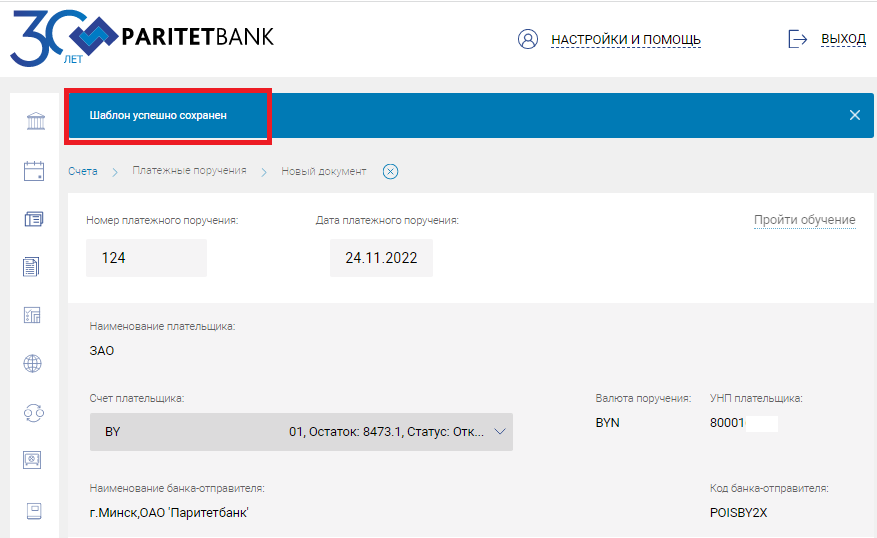 30 ЛЕТ PARITETBANK НАСТРОЙКИ И ПОМОЩЬ ВЫХОД
Шаблон успешно сохранен
Счета Платежные поручения Новый документ
Номер платежного поручения: Дата платежного поручения: Пройти обучение
124 24.11.2022
Наименование плательщика:
ЗАО
Счет плательщика: Валюта поручения: УНП плательщика:
BY 01, Остаток: 8473.1, Статус: Отк... BYN 80001
Наименование банка-отправителя: Код банка-отправителя:
г.Минск,ОАО 'Паритетбанк' POISBY2X